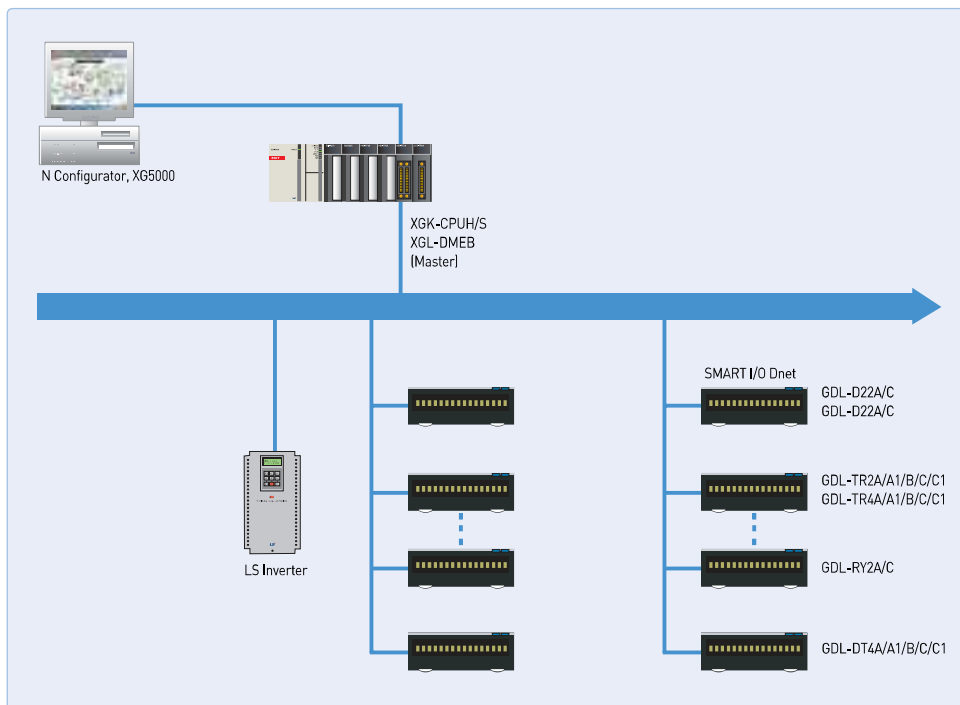 N Configurator, XG5000
XGK-CPUH/S
XGL-DMEB
(Master)
SMART I/O Dnet
GDL-D22A/C
GDL-D22A/C
GDL-TR2A/A1/B/C/C1
GDL-TR4A/A1/B/C/C1
GDL-RY2A/C
GDL-DT4A/A1/B/C/C1
LS Inverter